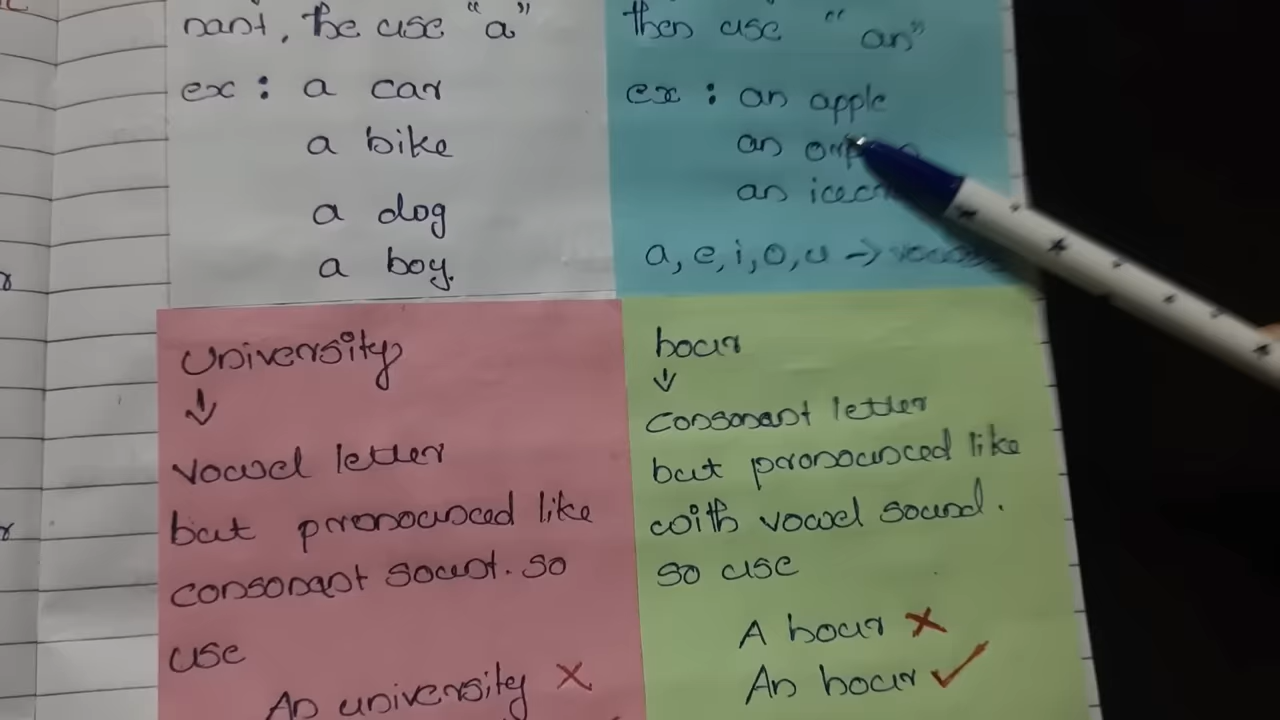 nant, the use "a"
ex : a car
a bike
a dog
a boy.
then use "an"
ex : an apple
an
an
a, e, i, o, u →
University
↓
vowel letter
but pronounced like
consonant sount. so
use
An university ×
hour
↓
consonant letter
but pronounced like
with vowel sound.
so use
A hour ×
An hour ✓